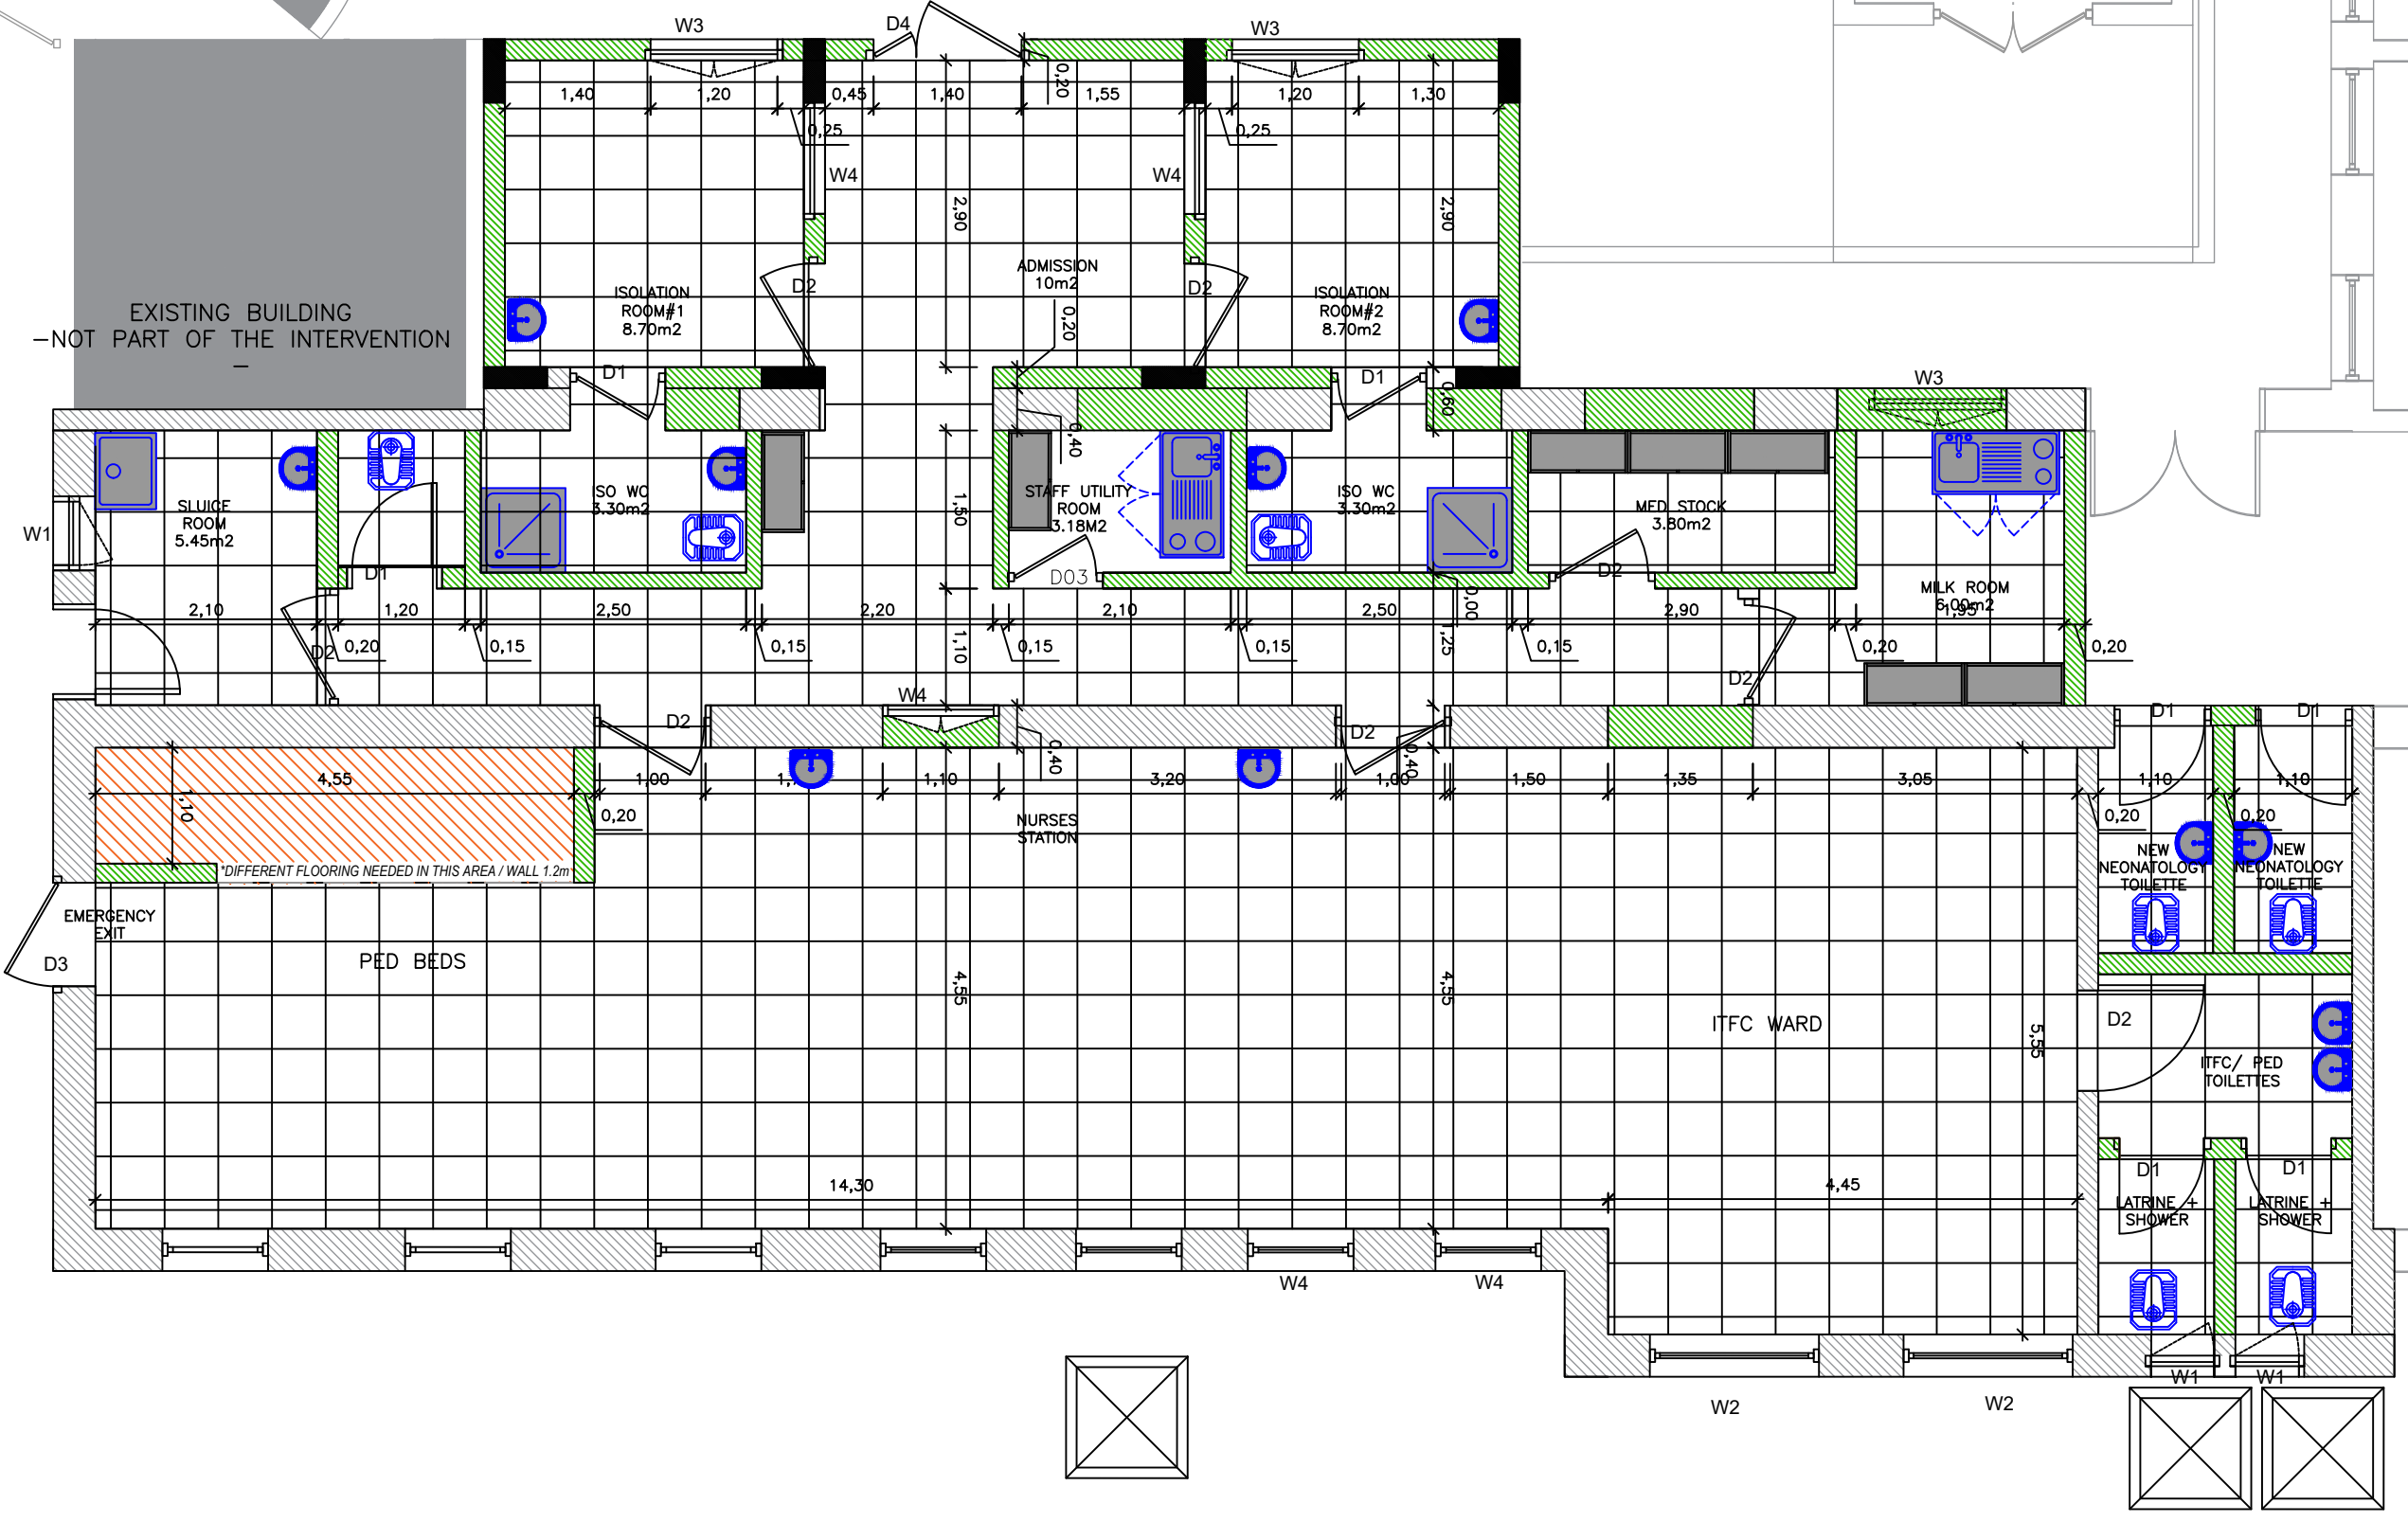 W3
D4
W3
1,40
1,20
0,45
1,40
0,20
1,55
1,20
1,30
0,25
0,25
W4
W4
2,90
2,90
ADMISSION
10m2
D2
D2
ISOLATION
ROOM#1
8.70m2
ISOLATION
ROOM#2
8.70m2
0,20
EXISTING BUILDING
-NOT PART OF THE INTERVENTION
-
D1
D1
W3
0,60
0,40
SLUICE
ROOM
5.45m2
ISO WC
3.30m2
1,50
STAFF UTILITY
ROOM
3.18M2
ISO WC
3.30m2
MED STOCK
3.80m2
W1
D1
D03
D2
MILK ROOM
6.00m2
2,10
1,20
2,50
2,20
2,10
2,50
0,00
2,90
1,95
D2
0,20
0,15
0,15
1,10
0,15
0,15
1,25
0,15
0,20
0,20
D2
W4
D2
D2
D1
D1
4,55
1,10
1,00
1,10
0,40
3,20
1,00
0,40
1,50
1,35
3,05
1,10
1,10
0,20
0,20
0,20
NURSES
STATION
NEW
NEONATOLOGY
TOILETTE
NEW
NEONATOLOGY
TOILETTE
*DIFFERENT FLOORING NEEDED IN THIS AREA / WALL 1.2m
EMERGENCY
EXIT
D3
PED BEDS
4,55
4,55
ITFC WARD
5,55
D2
ITFC/ PED
TOILETTES
14,30
4,45
D1
D1
LATRINE +
SHOWER
LATRINE +
SHOWER
W4
W4
W2
W2
W1
W1